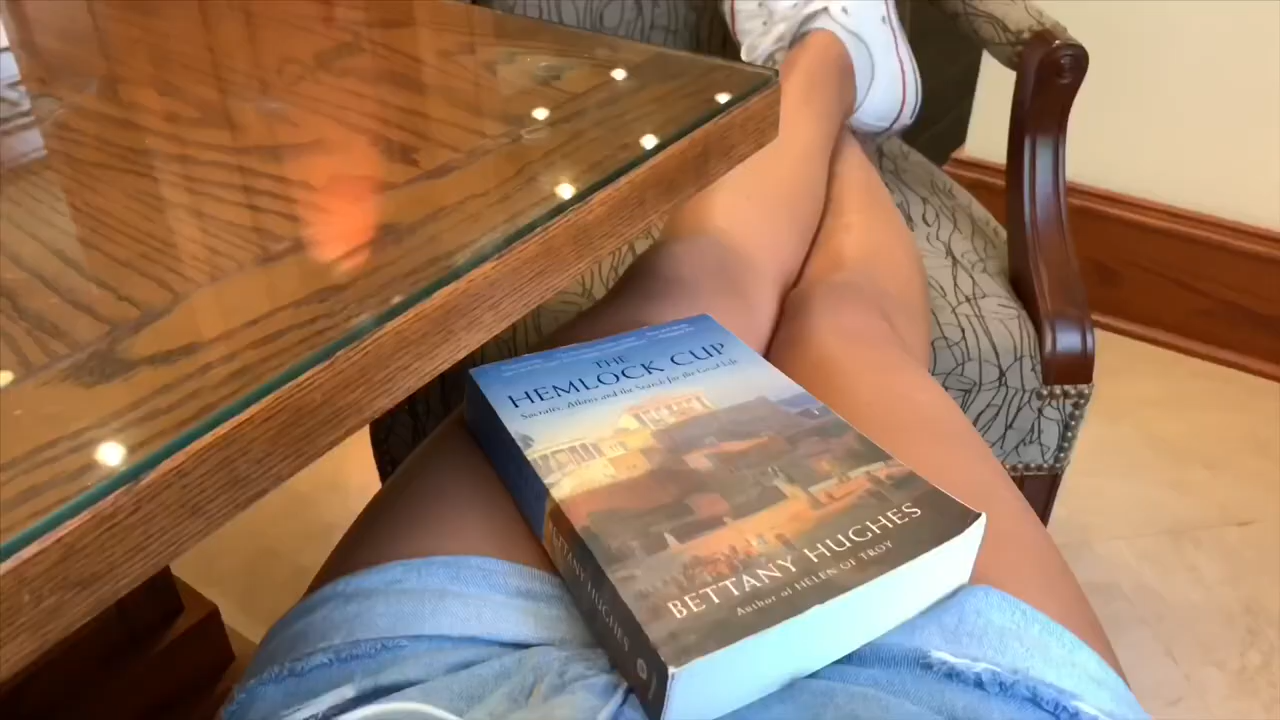 THE
HEMLOCK CUP
Socrates, Athens and the Search for the Good Life
BETTANY HUGHES
Author of HELEN OF TROY
BETTANY HUGHES